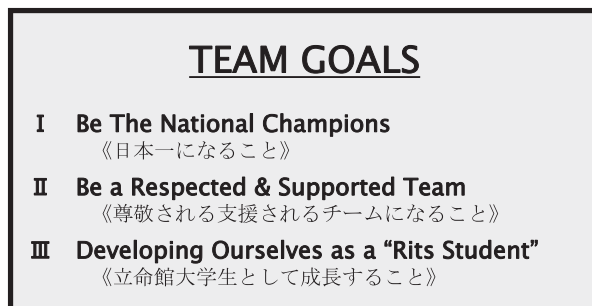 TEAM GOALS
Ⅰ Be The National Champions
《日本一になること》
Ⅱ Be a Respected & Supported Team
《尊敬される支援されるチームになること》
Ⅲ Developing Ourselves as a “Rits Student”
《立命館大学生として成長すること》